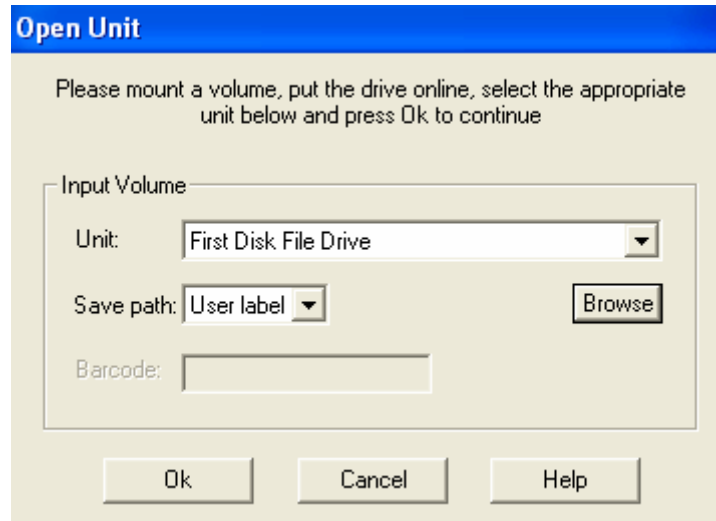 Open Unit
Please mount a volume, put the drive online, select the appropriate
unit below and press Ok to continue
Input Volume
Unit: First Disk File Drive
Save path: User label Browse
Barcode:
Ok Cancel Help